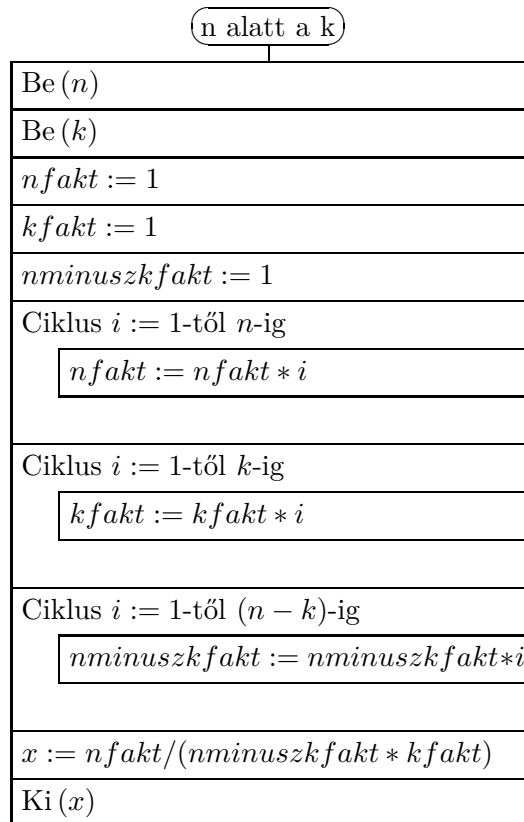 n alatt a k
Be (n)
Be (k)
nfakt := 1
kfakt := 1
nminuszkfakt := 1
Ciklus i := 1-től n-ig
nfakt := nfakt ∗ i
Ciklus i := 1-től k-ig
kfakt := kfakt ∗ i
Ciklus i := 1-től (n − k)-ig
nminuszkfakt := nminuszkfakt∗i
x := nfakt/(nminuszkfakt ∗ kfakt)
Ki (x)